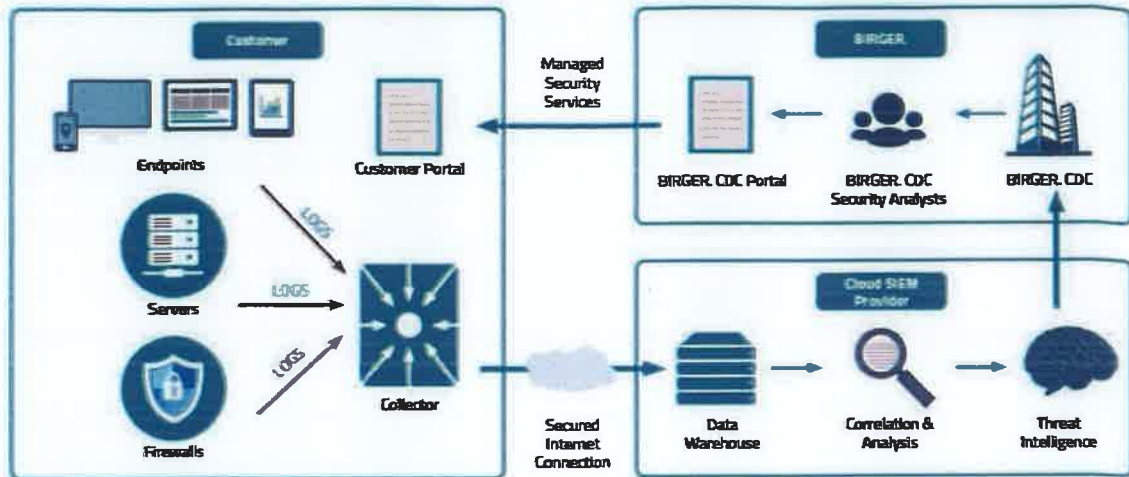 Customer
Endpoints
Customer Portal
LOGS
Servers
LOGS
Firewalls
LOGS
Collector
Managed
Security
Services
Secured
Internet
Connection
BIRGER.
BIRGER. CDC Portal
BIRGER. CDC
Security Analysts
BIRGER. CDC
Cloud SIEM
Provider
Data
Warehouse
Correlation &
Analysis
Threat
Intelligence